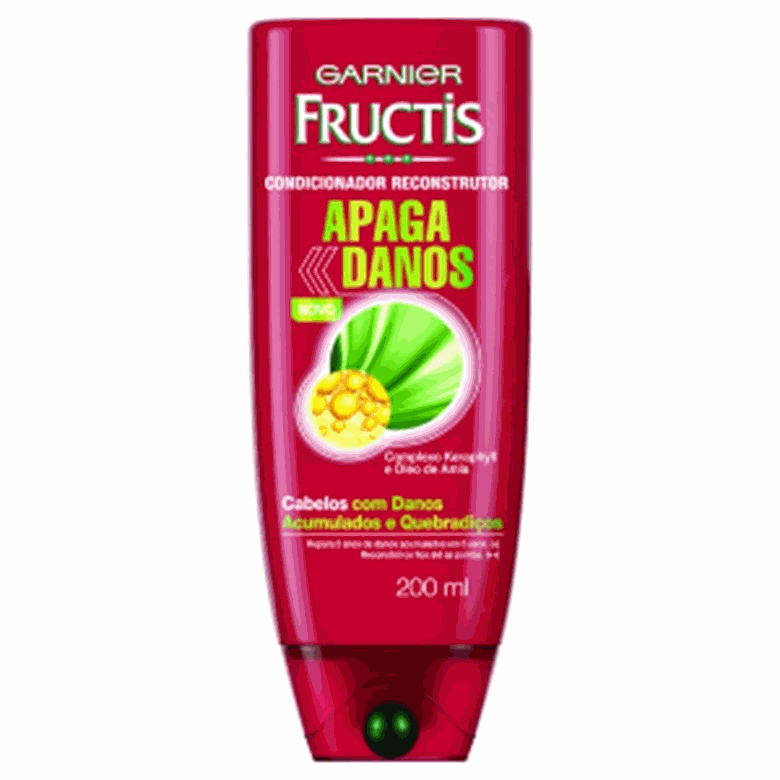 GARNIER
FRUCTIS
CONDICIONADOR RECONSTRUTOR
APAGA
DANOS
NOVO
Complexo Keraphyll
e Óleo de Amla
Cabelos com Danos
Acumulados e Quebradiços
200 ml